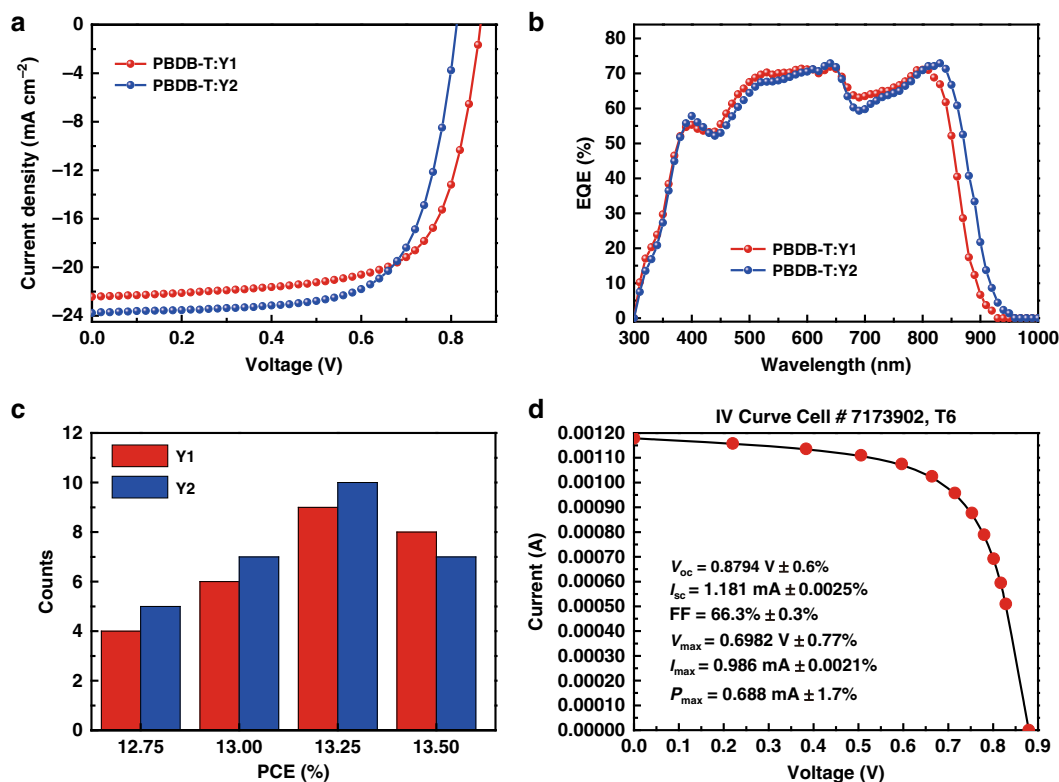 a
0
–4
–8
–12
–16
–20
–24
Current density (mA cm–2)
PBDB-T:Y1
PBDB-T:Y2
0.0
0.2
0.4
0.6
0.8
Voltage (V)
b
80
70
60
50
40
30
20
10
0
EQE (%)
PBDB-T:Y1
PBDB-T:Y2
300
400
500
600
700
800
900
1000
Wavelength (nm)
c
12
10
8
6
4
2
0
Counts
Y1
Y2
12.75
13.00
13.25
13.50
PCE (%)
d
IV Curve Cell # 7173902, T6
0.00120
0.00110
0.00100
0.00090
0.00080
0.00070
0.00060
0.00050
0.00040
0.00030
0.00020
0.00010
0.00000
Current (A)
Voc = 0.8794 V ± 0.6%
Isc = 1.181 mA ± 0.0025%
FF = 66.3% ± 0.3%
Vmax = 0.6982 V ± 0.77%
Imax = 0.986 mA ± 0.0021%
Pmax = 0.688 mA ± 1.7%
0.0
0.1
0.2
0.3
0.4
0.5
0.6
0.7
0.8
0.9
Voltage (V)